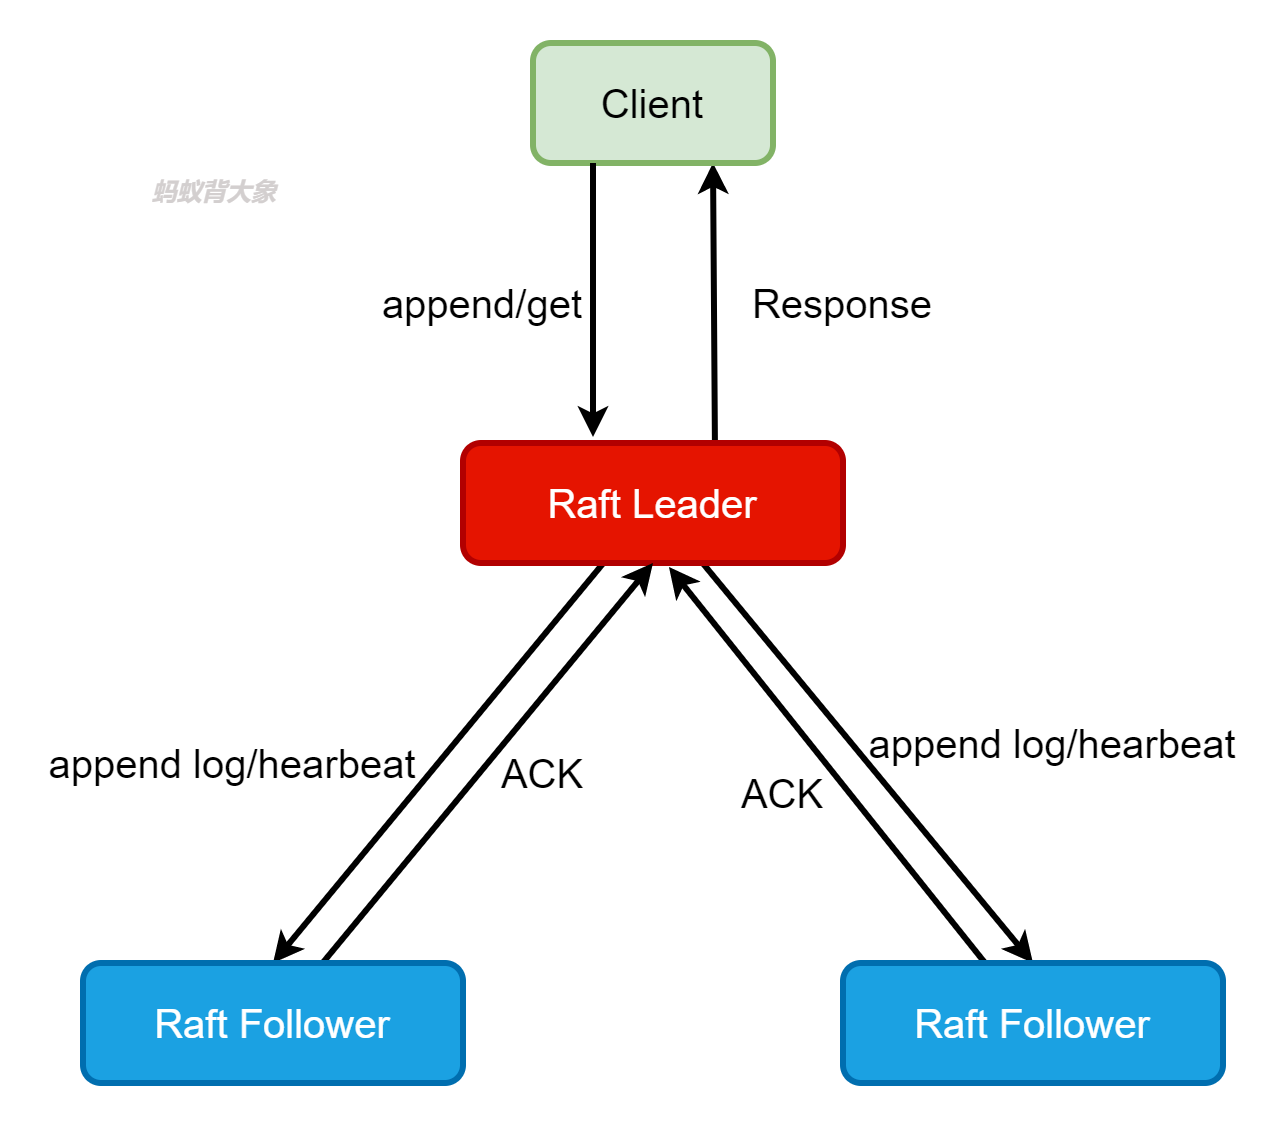 Client
蚂蚁背大象
append/get
Response
Raft Leader
append log/hearbeat
ACK
ACK
append log/hearbeat
Raft Follower
Raft Follower